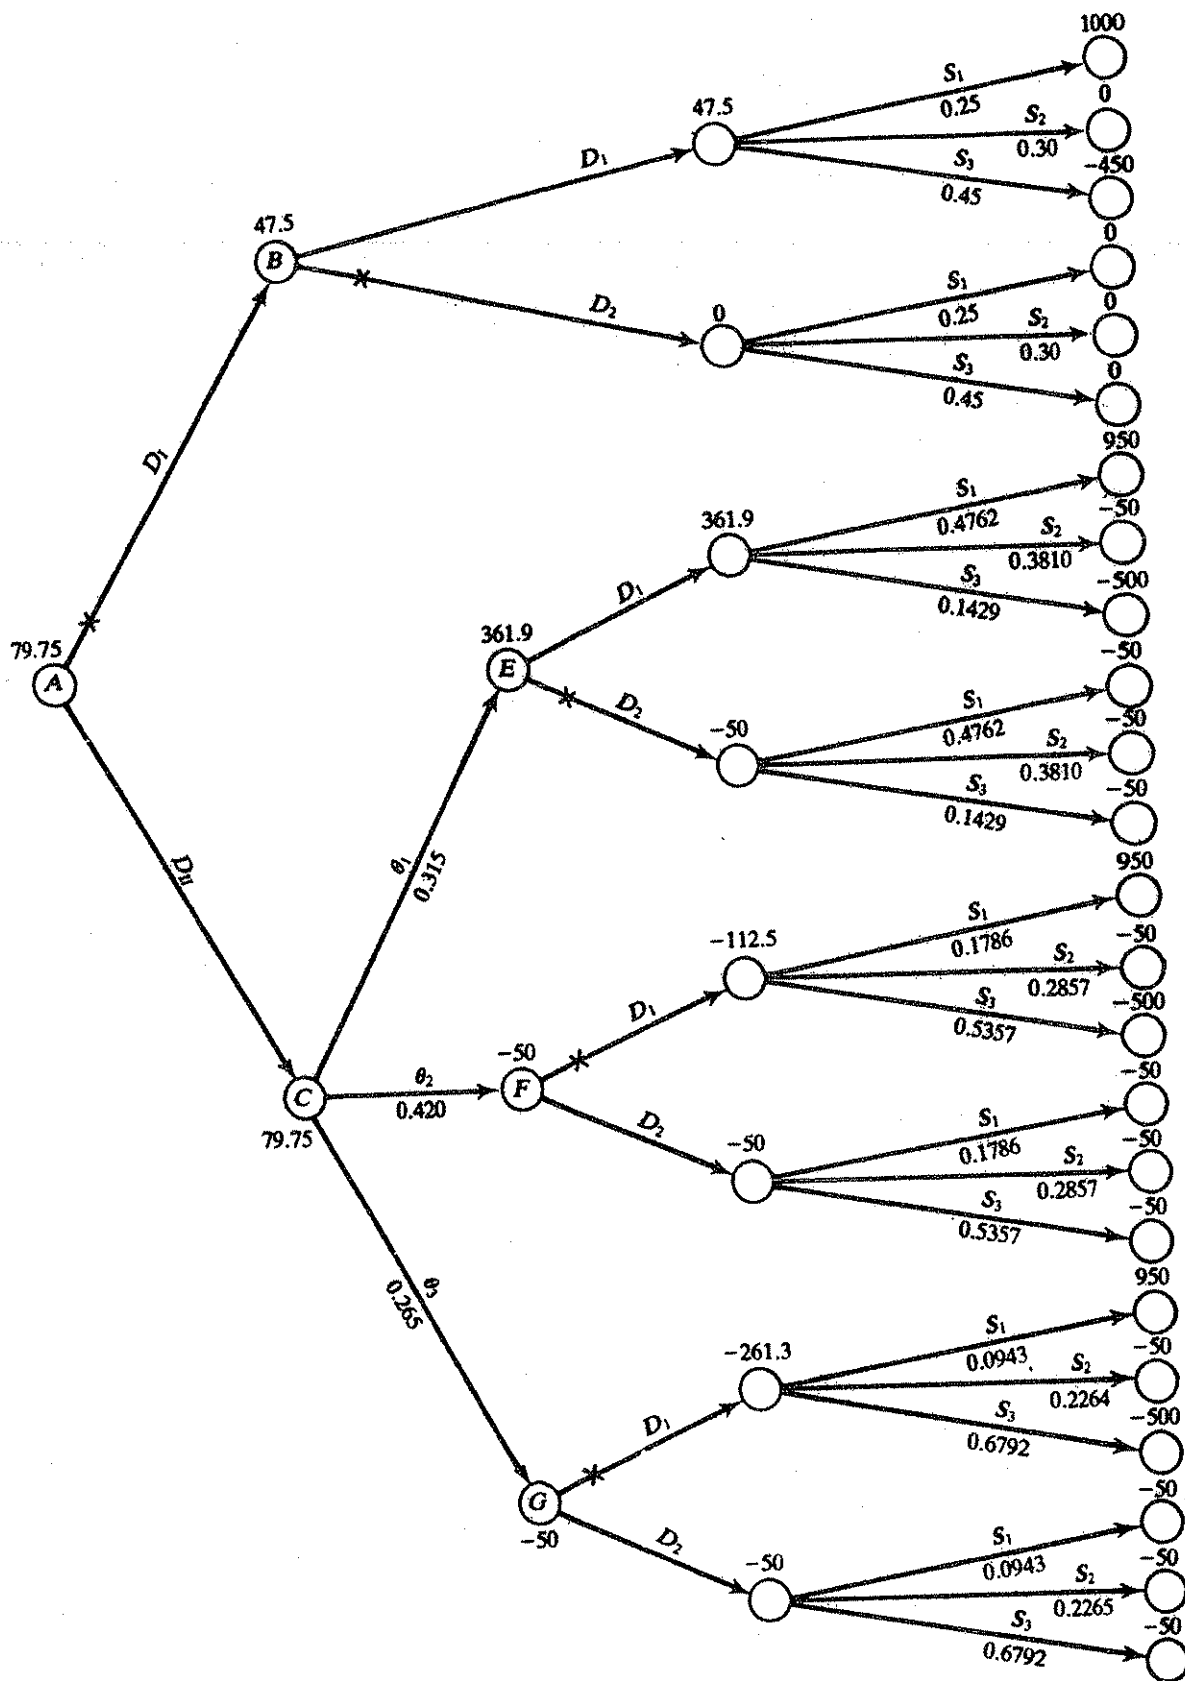 1000
S₁
0.25
0
47.5
S₂
0.30
D₁
S₃
0.45
-450
47.5
B
0
S₁
0.25
D₂
0
0
S₂
0.30
S₃
0.45
0
D₁
950
S₁
0.4762
361.9
-50
S₂
0.3810
D₁
S₃
0.1429
-500
79.75
A
361.9
E
-50
S₁
0.4762
D₂
-50
-50
S₂
0.3810
S₃
0.1429
-50
D₁₁
θ₁
0.315
950
S₁
0.1786
-112.5
-50
S₂
0.2857
D₁
S₃
0.5357
-500
-50
F
θ₂
0.420
C
79.75
-50
S₁
0.1786
D₂
-50
-50
S₂
0.2857
S₃
0.5357
-50
θ₃
0.265
950
S₁
0.0943
-261.3
-50
S₂
0.2264
D₁
S₃
0.6792
-500
G
-50
-50
S₁
0.0943
D₂
-50
-50
S₂
0.2265
S₃
0.6792
-50